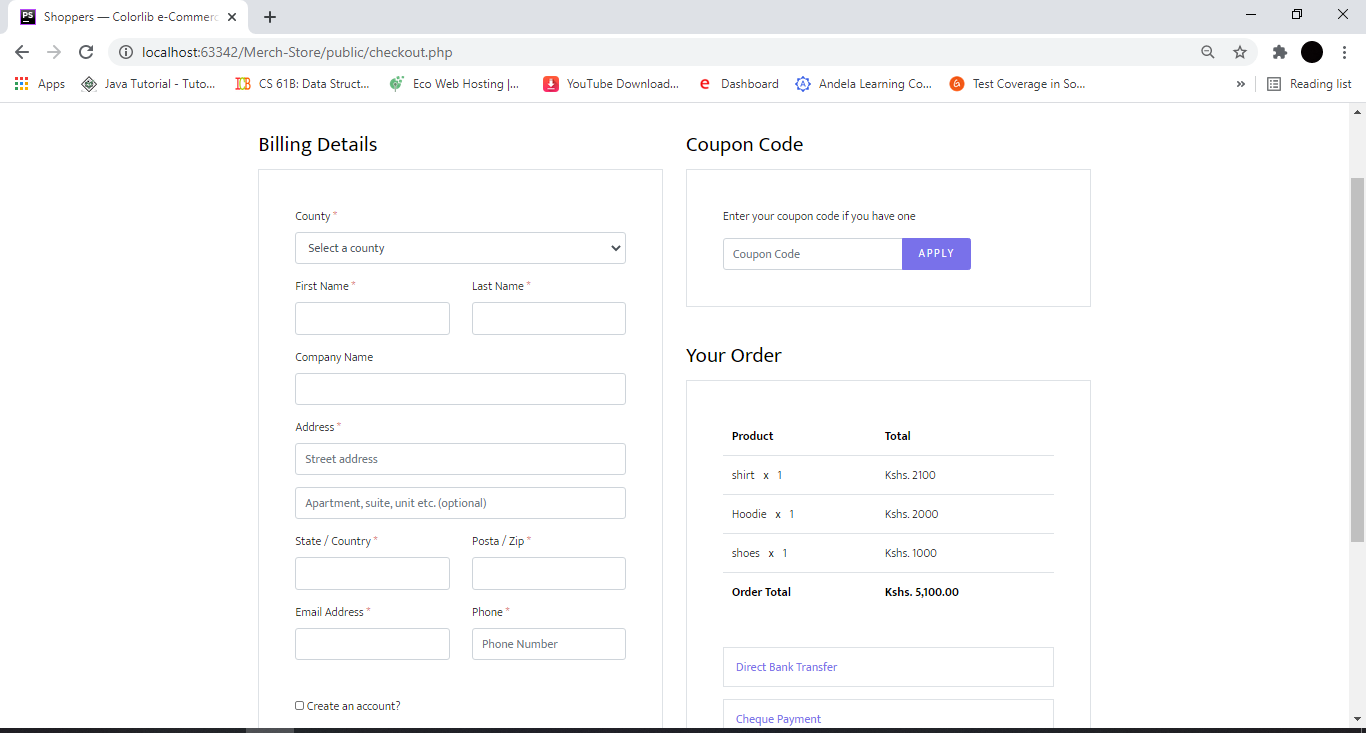 Shoppers — Colorlib e-Commerc
localhost:63342/Merch-Store/public/checkout.php
Apps Java Tutorial - Tuto... CS 61B: Data Struct... Eco Web Hosting |... YouTube Download... Dashboard Andela Learning Co... Test Coverage in So... » Reading list
Billing Details
County *
Select a county
First Name * Last Name *
Company Name
Address *
Street address
Apartment, suite, unit etc. (optional)
State / Country * Posta / Zip *
Email Address * Phone *
Phone Number
Create an account?
Coupon Code
Enter your coupon code if you have one
Coupon Code APPLY
Your Order
Product Total
shirt x 1 Kshs. 2100
Hoodie x 1 Kshs. 2000
shoes x 1 Kshs. 1000
Order Total Kshs. 5,100.00
Direct Bank Transfer
Cheque Payment